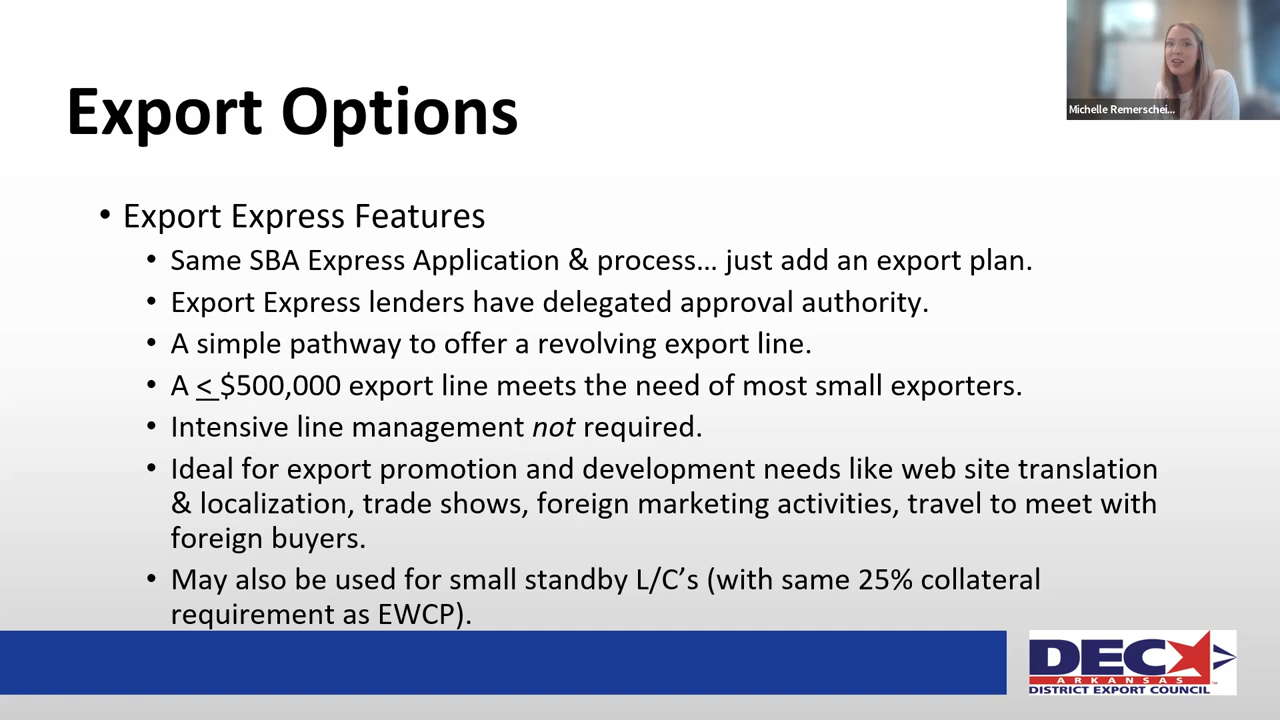 Michelle Remerschei...
Export Options
• Export Express Features
• Same SBA Express Application & process... just add an export plan.
• Export Express lenders have delegated approval authority.
• A simple pathway to offer a revolving export line.
• A < $500,000 export line meets the need of most small exporters.
• Intensive line management not required.
• Ideal for export promotion and development needs like web site translation
& localization, trade shows, foreign marketing activities, travel to meet with
foreign buyers.
• May also be used for small standby L/C’s (with same 25% collateral
requirement as EWCP).
DEC
ARKANSAS
DISTRICT EXPORT COUNCIL